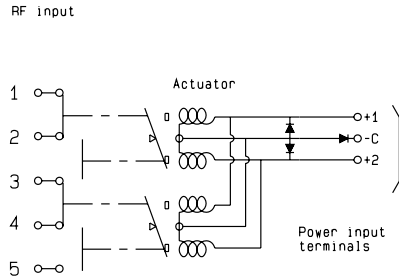 RF input
Actuator
1
+1
2
-C
+2
3
4
Power input
terminals
5